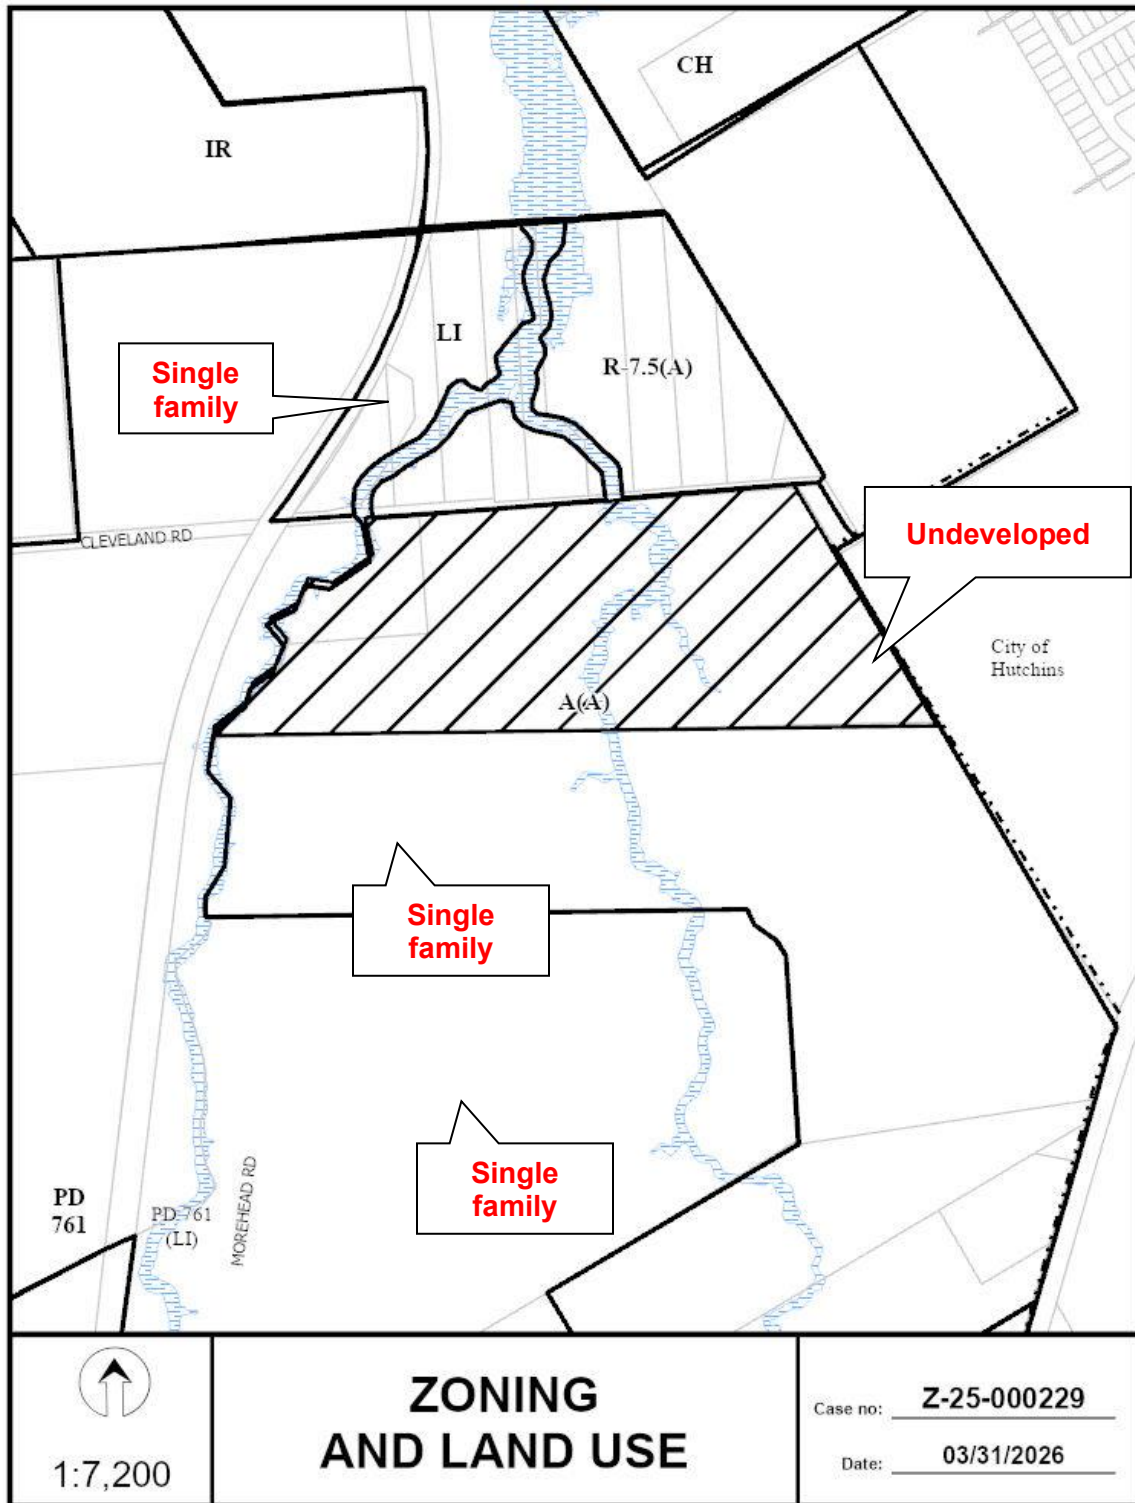 CH
IR
LI
R-7.5(A)
Single
family
Undeveloped
CLEVELAND RD
City of
Hutchins
A(A)
Single
family
Single
family
PD
761
PD 761
(LI)
MOREHEAD RD
1:7,200
ZONING
AND LAND USE
Case no: Z-25-000229
Date: 03/31/2026